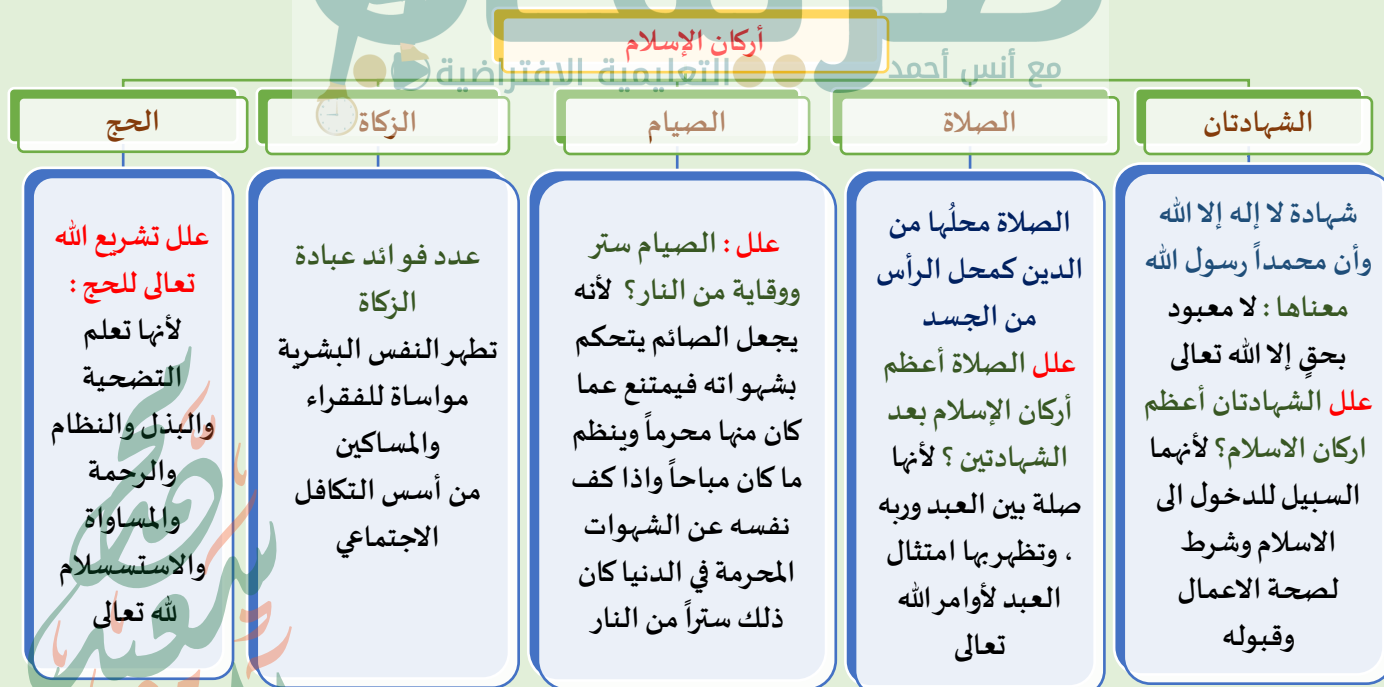 أركان الإسلام
مع أنس أحمد
التعليمية الافتراضية
الشهادتان
الصلاة
الصيام
الزكاة
الحج
شهادة لا إله إلا الله
وأن محمداً رسول الله
معناها : لا معبود
بحقٍ إلا الله تعالى
علل الشهادتان أعظم
اركان الاسلام؟ لأنهما
السبيل للدخول الى
الاسلام وشرط
لصحة الاعمال
وقبوله
الصلاة محلُها من
الدين كمحل الرأس
من الجسد
علل الصلاة أعظم
أركان الإسلام بعد
الشهادتين ؟ لأنها
صلة بين العبد وربه
، وتظهر بها امتثال
العبد لأوامر الله
تعالى
علل : الصيام ستر
ووقاية من النار؟ لأنه
يجعل الصائم يتحكم
بشهواته فيمتنع عما
كان منها محرماً وينظم
ما كان مباحاً واذا كف
نفسه عن الشهوات
المحرمة في الدنيا كان
ذلك ستراً من النار
عدد فوائد عبادة
الزكاة
تطهر النفس البشرية
مواساة للفقراء
والمساكين
من أسس التكافل
الاجتماعي
علل تشريع الله
تعالى للحج :
لأنها تعلم
التضحية
والبذل والنظام
والرحمة
والمساواة
والاستسسلام
لله تعالى